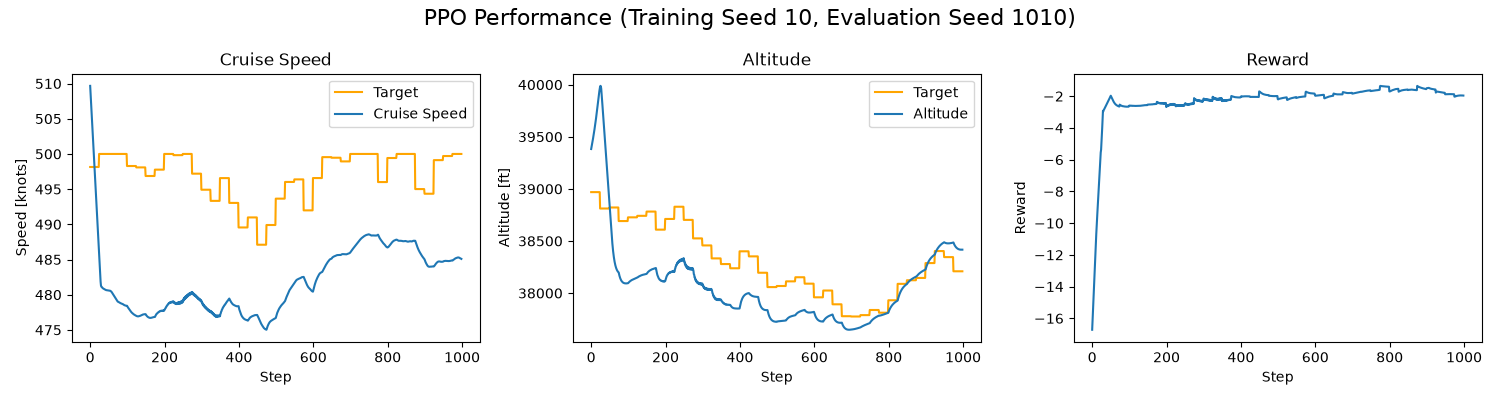 PPO Performance (Training Seed 10, Evaluation Seed 1010)
Cruise Speed
Speed [knots]
510
505
500
495
490
485
480
475
Target
Cruise Speed
0 200 400 600 800 1000
Step
Altitude
Altitude [ft]
40000
39500
39000
38500
38000
Target
Altitude
0 200 400 600 800 1000
Step
Reward
Reward
−2
−4
−6
−8
−10
−12
−14
−16
0 200 400 600 800 1000
Step